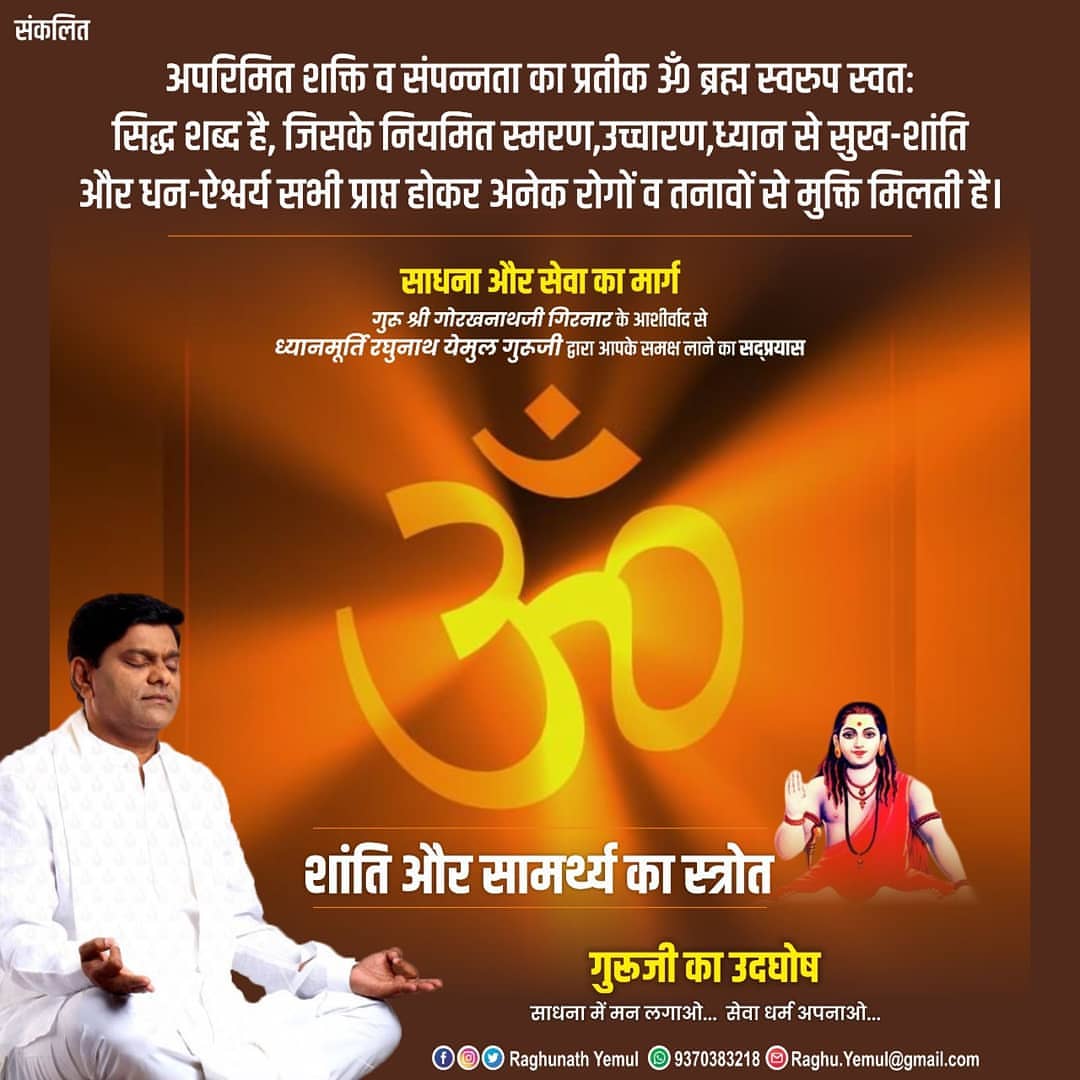 संकलित
अपरिमित शक्ति व संपन्नता का प्रतीक ॐ ब्रह्म स्वरुप स्वतः
सिद्ध शब्द है, जिसके नियमित स्मरण,उच्चारण,ध्यान से सुख-शांति
और धन-ऐश्वर्य सभी प्राप्त होकर अनेक रोगों व तनावों से मुक्ति मिलती है।
साधना और सेवा का मार्ग
गुरू श्री गोरखनाथजी गिरनार के आशीर्वाद से
ध्यानमूर्ति रघुनाथ येमुल गुरूजी द्वारा आपके समक्ष लाने का सद्प्रयास
ॐ
शांति और सामर्थ्य का स्त्रोत
गुरूजी का उदघोष
साधना में मन लगाओ... सेवा धर्म अपनाओ...
Raghunath Yemul 9370383218 Raghu.Yemul@gmail.com